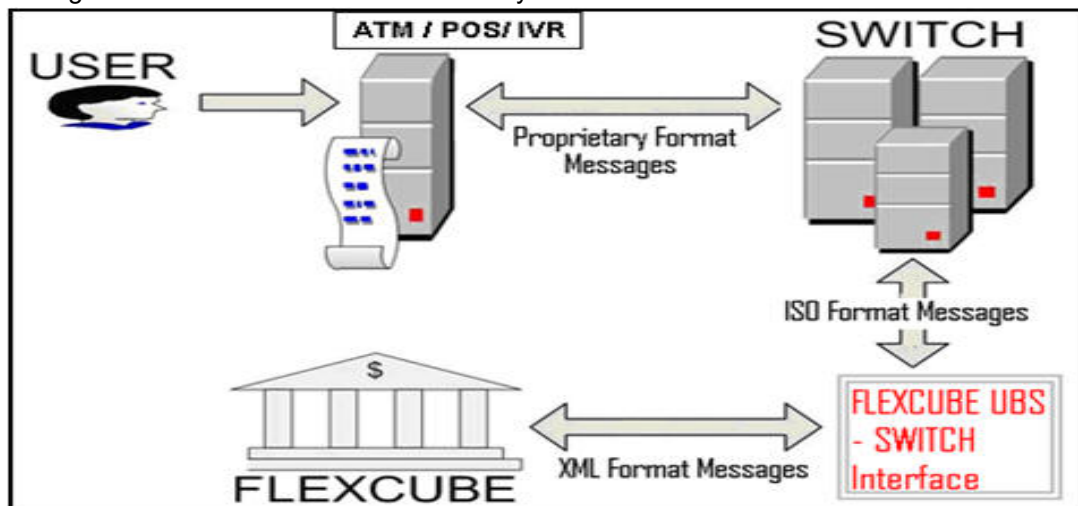 ATM / POS/ IVR
SWITCH
USER
Proprietary Format
Messages
ISO Format Messages
$
FLEXCUBE UBS
- SWITCH
Interface
XML Format Messages
FLEXCUBE